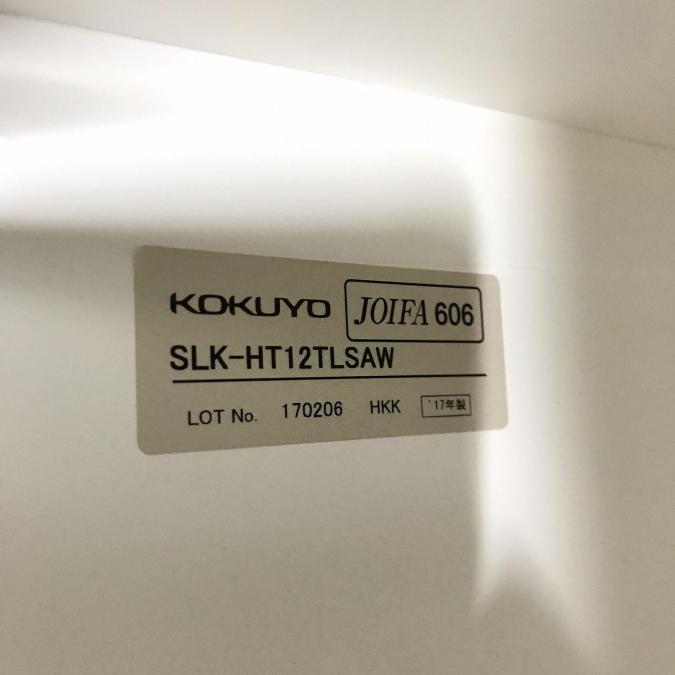 KOKUYO JOIFA 606
SLK-HT12TLSAW
LOT No. 170206 HKK '17年製